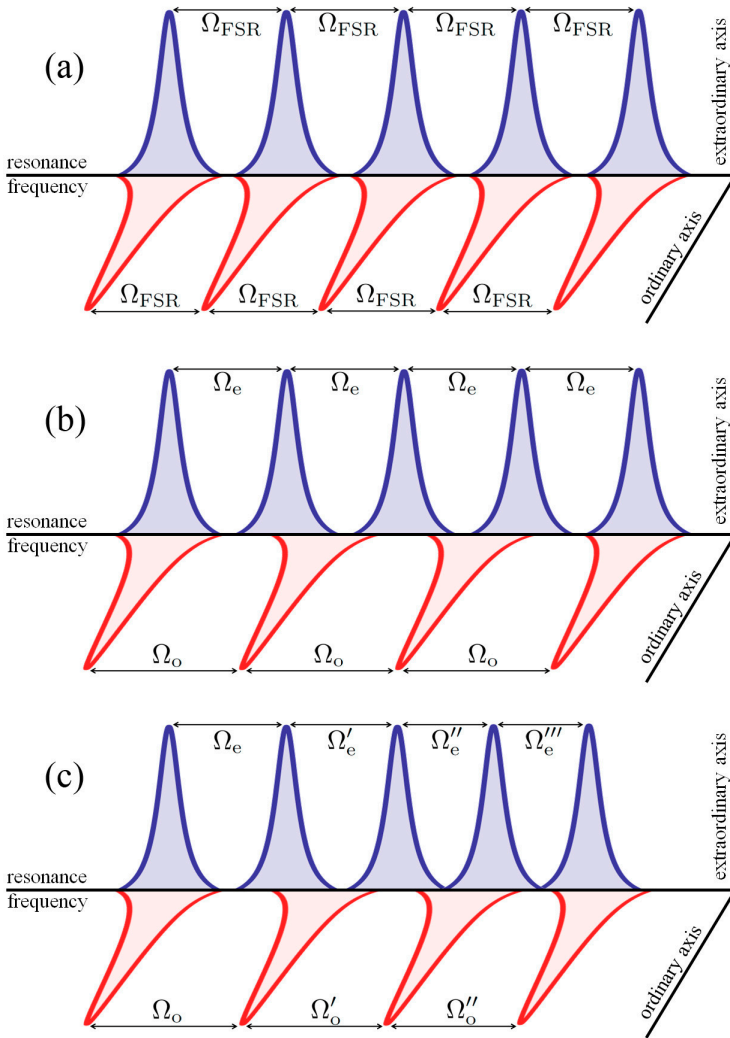 Ω_FSR Ω_FSR Ω_FSR Ω_FSR
(a)
extraordinary axis
resonance
frequency
ordinary axis
Ω_FSR Ω_FSR Ω_FSR Ω_FSR
Ω_e Ω_e Ω_e Ω_e
(b)
extraordinary axis
resonance
frequency
ordinary axis
Ω_o Ω_o Ω_o
Ω_e Ω′_e Ω″_e Ω‴_e
(c)
extraordinary axis
resonance
frequency
ordinary axis
Ω_o Ω′_o Ω″_o